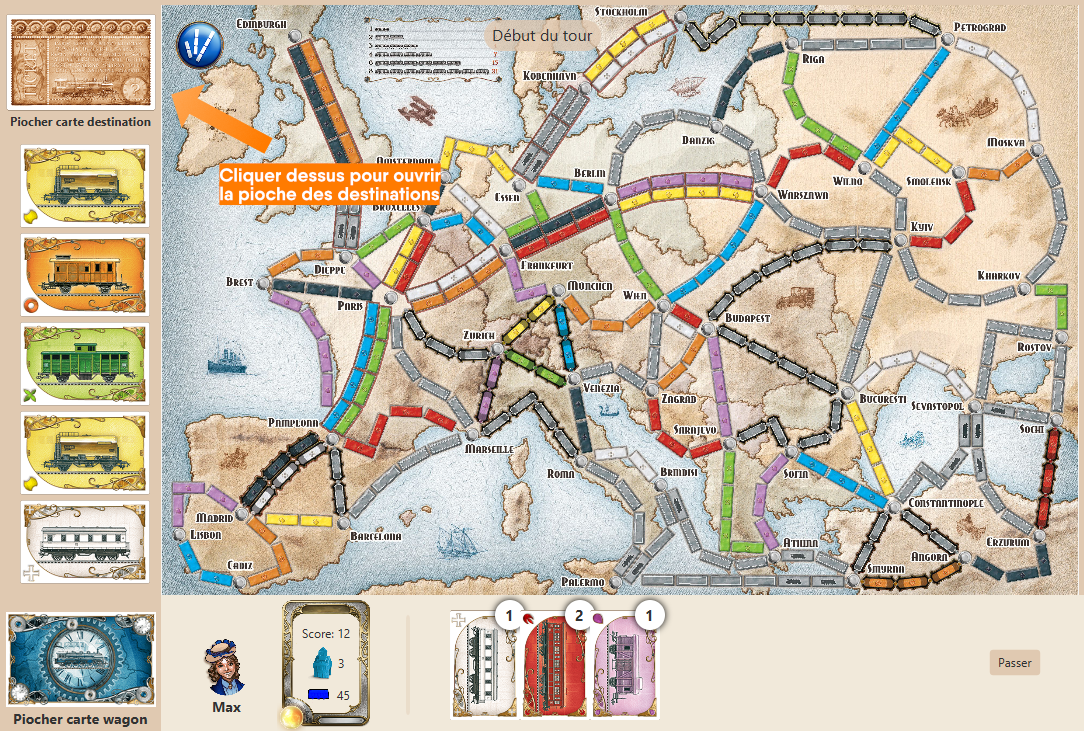 EDINBURGH
STOCKHOLM
Début du tour
PETROGRAD
RIGA
KOBENHAVN
Piocher carte destination
DANZIG
MOSKVA
AMSTERDAM
Cliquer dessus pour ouvrir
la pioche des destinations
BERLIN
WILNO
SMOLENSK
ESSEN
WARSZAWA
BRUXELLES
KYIV
DIEPPE
FRANKFURT
KHARKOV
BREST
MÜNCHEN
WIEN
PARIS
BUDAPEST
ZÜRICH
ROSTOV
VENEZIA
ZAGRAB
BUCURESTI
SEVASTOPOL
PAMPLONA
SARAJEVO
SOCHI
MARSEILLE
ROMA
BRINDISI
SOFIA
CONSTANTINOPLE
MADRID
LISBON
BARCELONA
ATHINA
ANGORA
ERZURUM
CADIZ
PALERMO
SMYRNA
1
2
1
Score: 12
3
45
Max
Passer
Piocher carte wagon